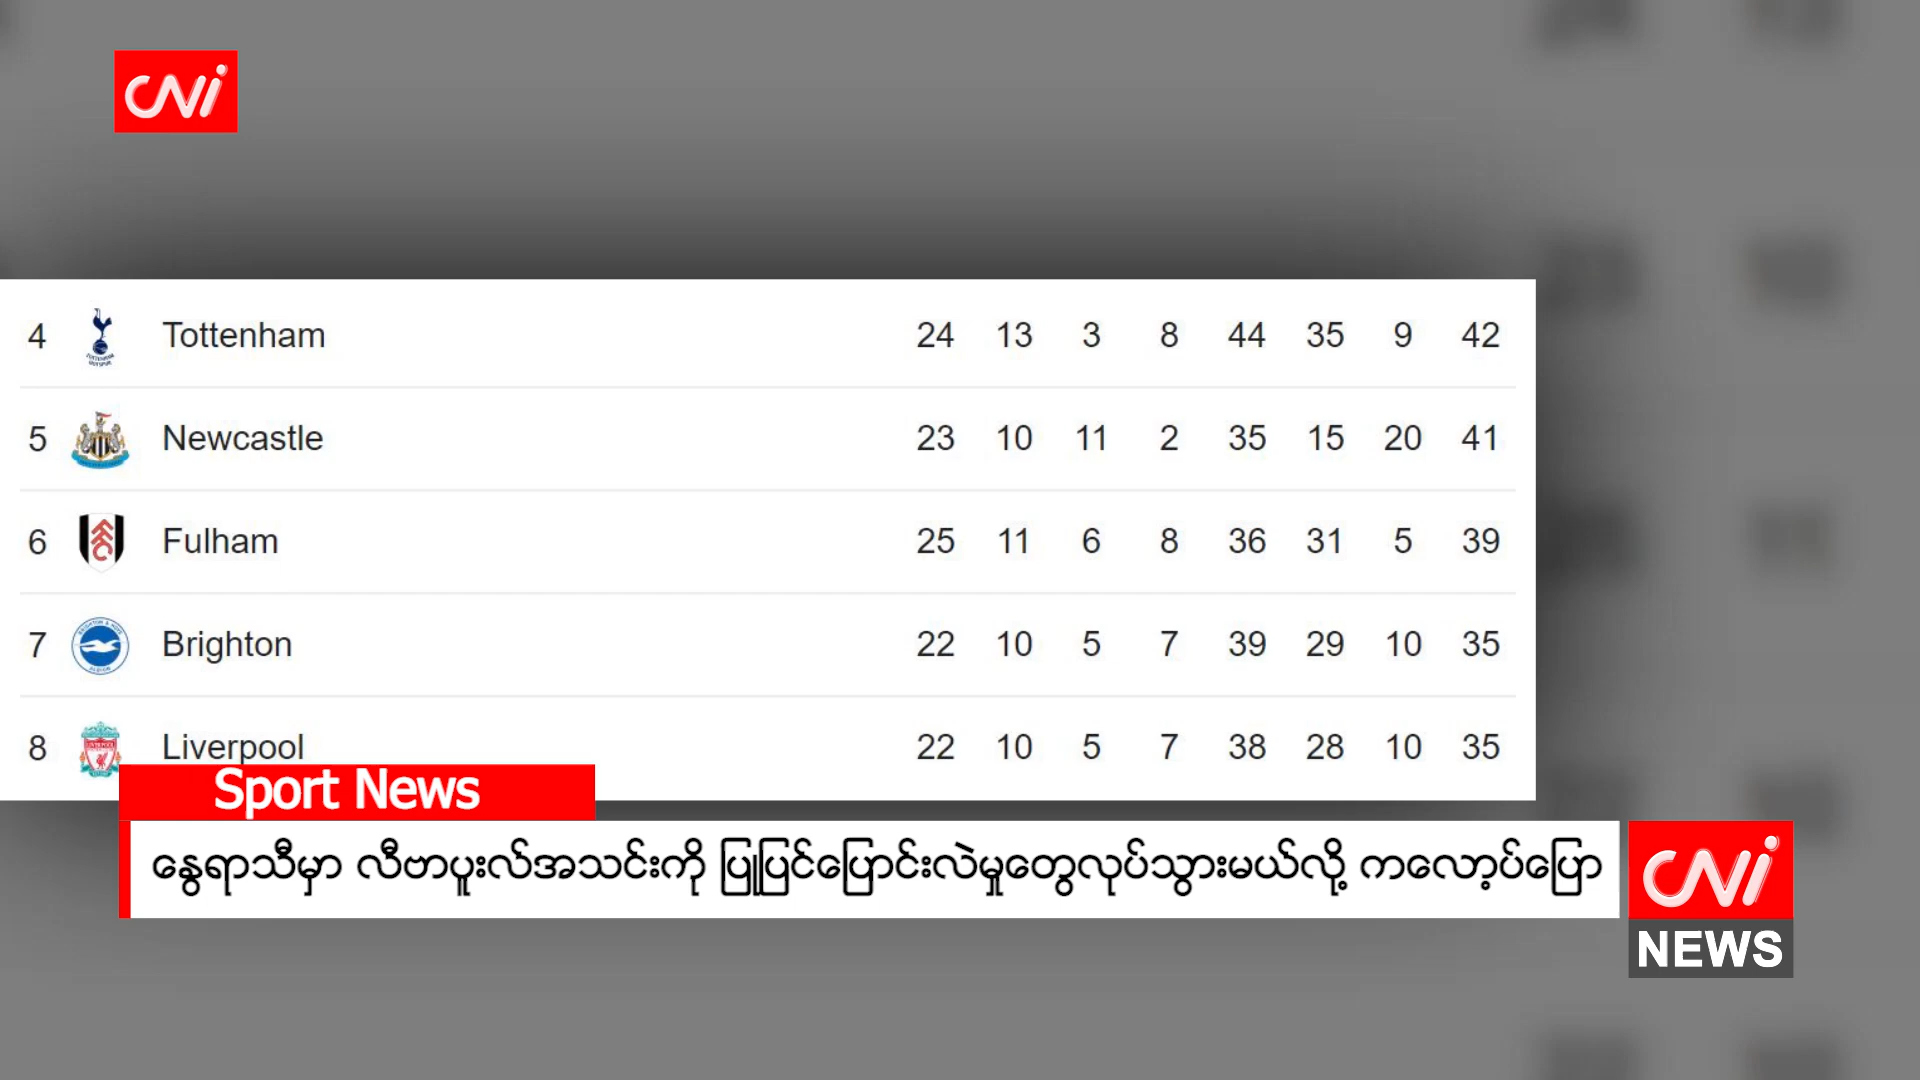 CNi
4 Tottenham 24 13 3 8 44 35 9 42
5 Newcastle 23 10 11 2 35 15 20 41
6 Fulham 25 11 6 8 36 31 5 39
7 Brighton 22 10 5 7 39 29 10 35
8 Liverpool 22 10 5 7 38 28 10 35
Sport News
နွေရာသီမှာ လီဗာပူးလ်အသင်းကို ပြုပြင်ပြောင်းလဲမှုတွေလုပ်သွားမယ်လို့ ကလော့ပ်ပြော
CNi
NEWS